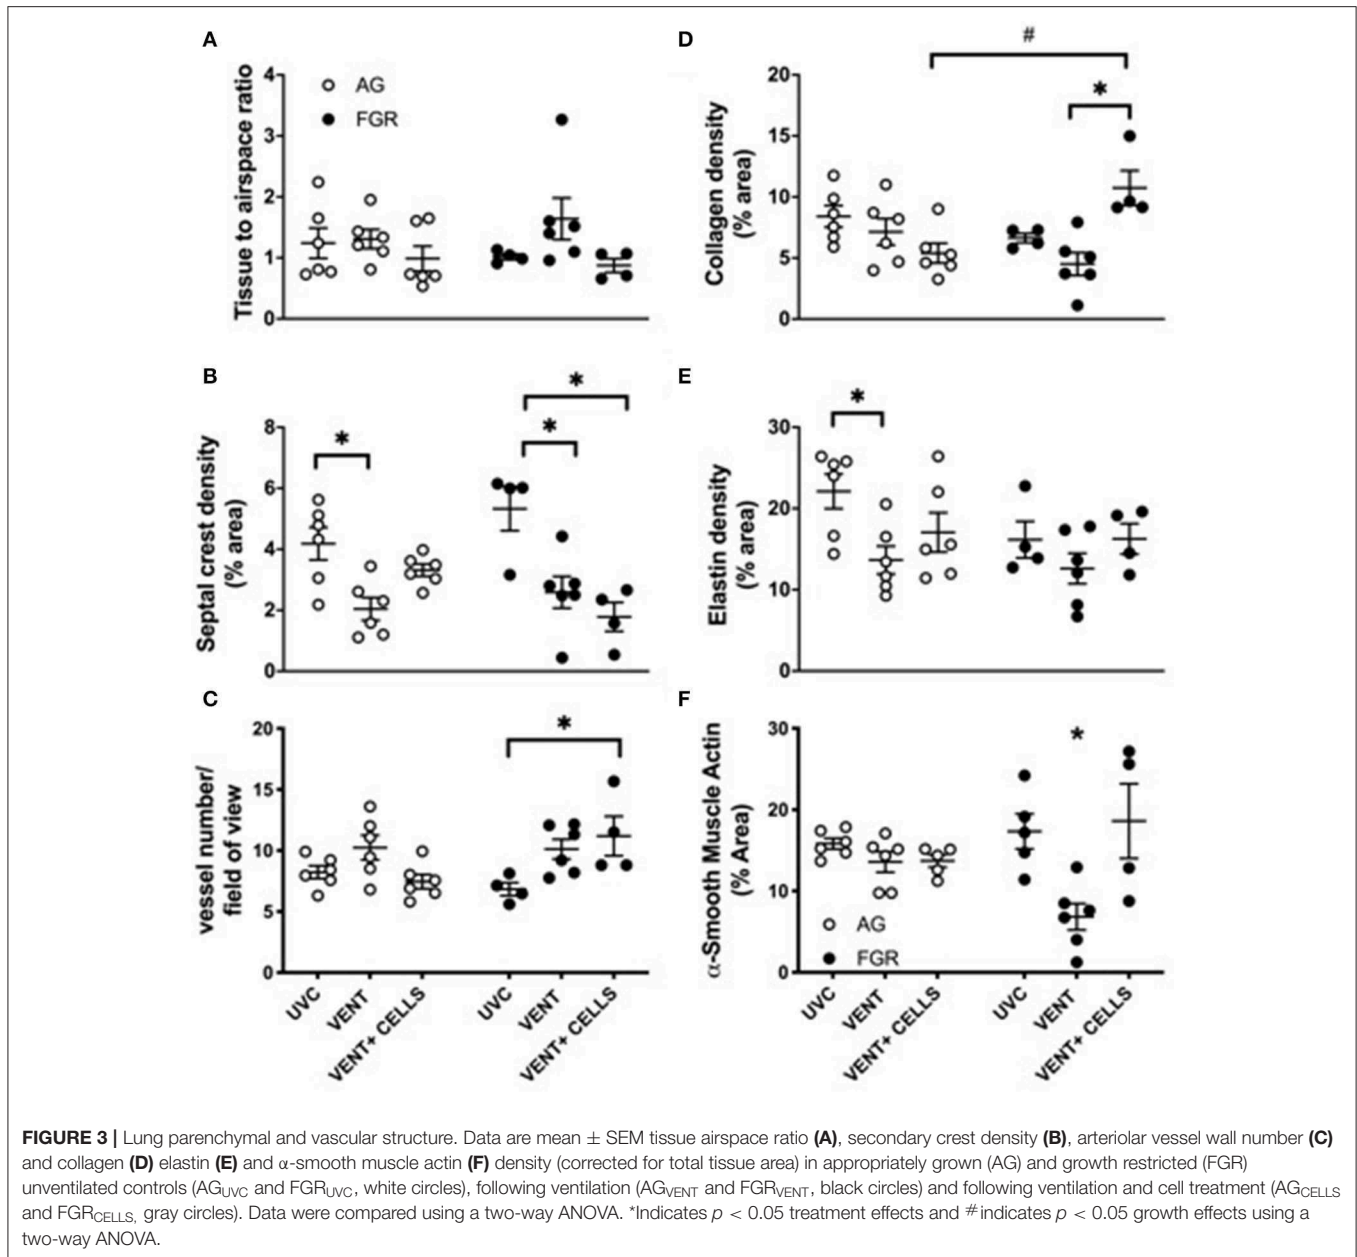 A
Tissue to airspace ratio
4
3
2
1
0
AG
FGR
D
#
*
Collagen density
(% area)
20
15
10
5
0
B
*
*
*
Septal crest density
(% area)
8
6
4
2
0
E
*
Elastin density
(% area)
30
20
10
0
C
*
vessel number/
field of view
20
15
10
5
0
UVC
VENT
VENT+ CELLS
UVC
VENT
VENT+ CELLS
F
*
α-Smooth Muscle Actin
(% Area)
30
20
10
0
AG
FGR
UVC
VENT
VENT+ CELLS
UVC
VENT
VENT+ CELLS
FIGURE 3 | Lung parenchymal and vascular structure. Data are mean ± SEM tissue airspace ratio (A), secondary crest density (B), arteriolar vessel wall number (C)
and collagen (D) elastin (E) and α-smooth muscle actin (F) density (corrected for total tissue area) in appropriately grown (AG) and growth restricted (FGR)
unventilated controls (AGUVC and FGRUVC, white circles), following ventilation (AGVENT and FGRVENT, black circles) and following ventilation and cell treatment (AGCELLS
and FGRCELLS, gray circles). Data were compared using a two-way ANOVA. *Indicates p < 0.05 treatment effects and #indicates p < 0.05 growth effects using a
two-way ANOVA.